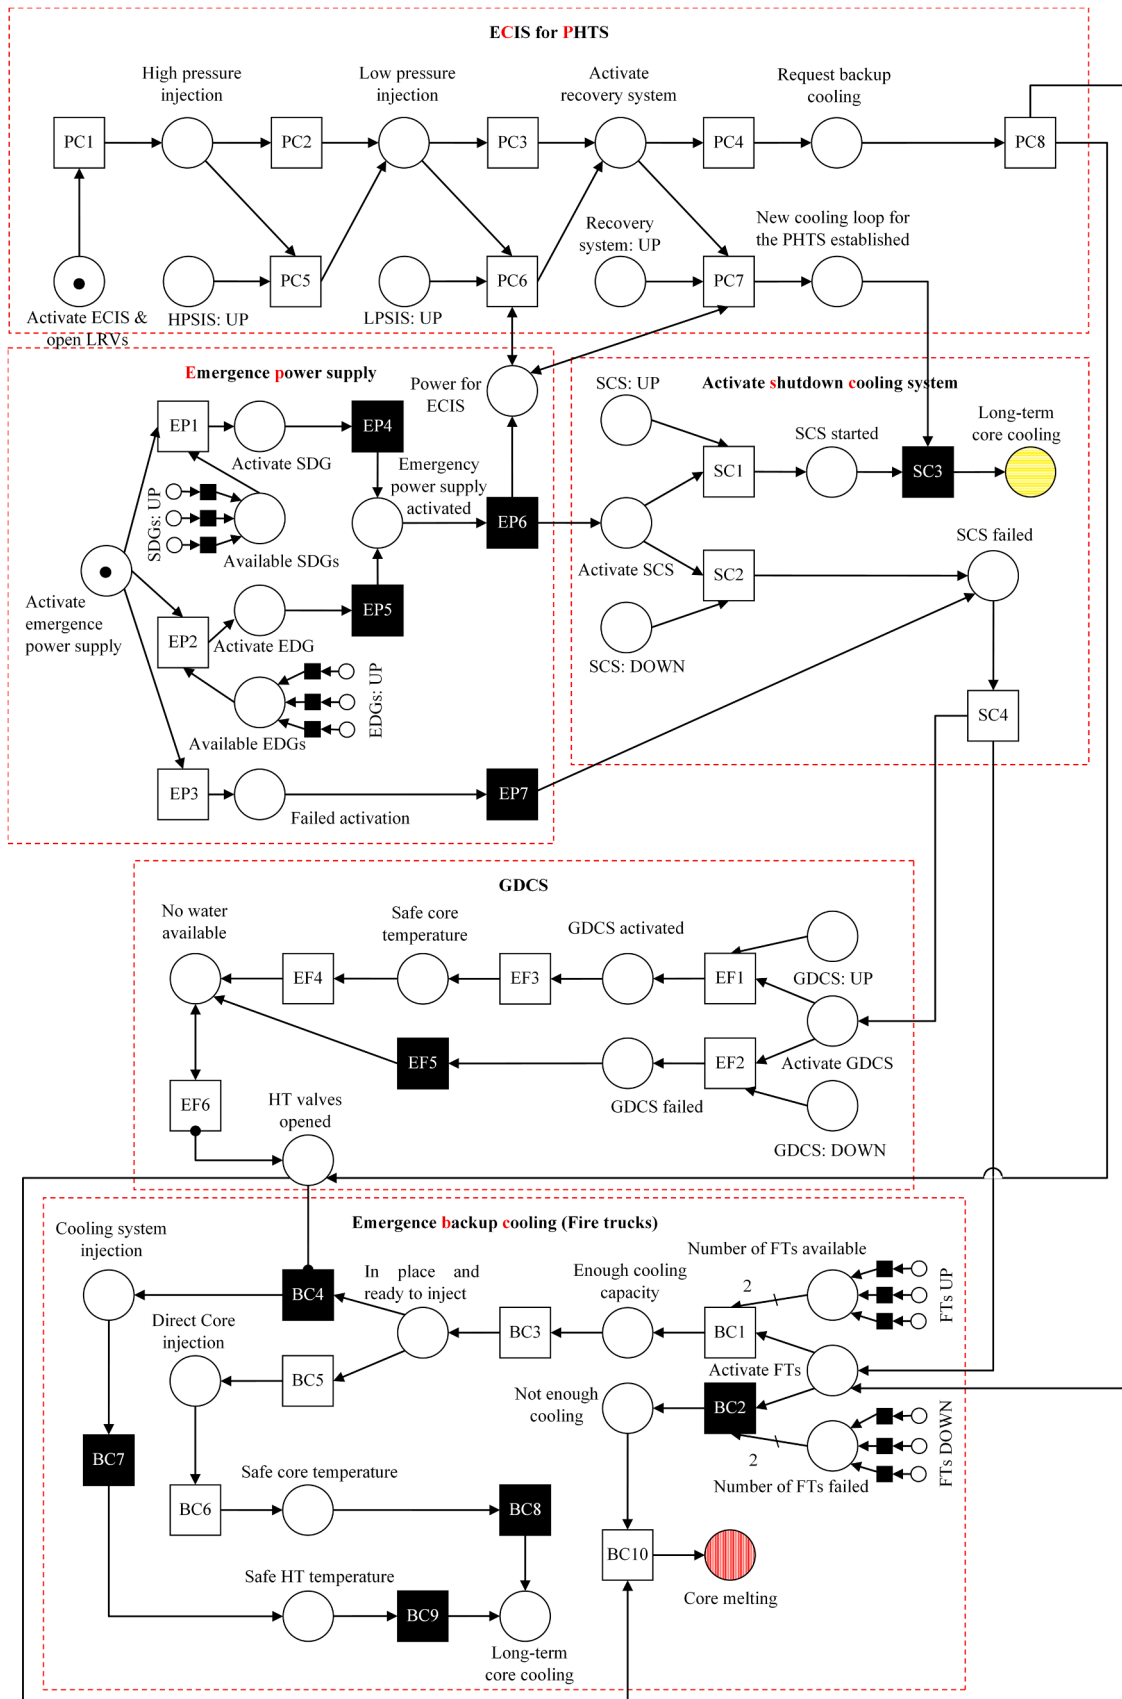 ECIS for PHTS
High pressure
injection
Low pressure
injection
Activate
recovery system
Request backup
cooling
PC1
PC2
PC3
PC4
PC8
Recovery
system: UP
New cooling loop for
the PHTS established
PC5
PC6
PC7
Activate ECIS &
open LRVs
HPSIS: UP
LPSIS: UP
Emergence power supply
Power for
ECIS
EP1
Activate SDG
EP4
SDGs: UP
Available SDGs
Emergency
power supply
activated
EP6
Activate
emergence
power supply
EP2
Activate EDG
EP5
EDGs: UP
Available EDGs
EP3
Failed activation
EP7
Activate shutdown cooling system
SCS: UP
SC1
SCS started
SC3
Long-term
core cooling
Activate SCS
SC2
SCS failed
SCS: DOWN
SC4
GDCS
No water
available
Safe core
temperature
GDCS activated
EF4
EF3
EF1
GDCS: UP
EF5
EF2
Activate GDCS
GDCS failed
GDCS: DOWN
EF6
HT valves
opened
Emergence backup cooling (Fire trucks)
Cooling system
injection
In place and
ready to inject
Enough cooling
capacity
Number of FTs available
2
FTs UP
BC4
BC3
BC1
Direct Core
injection
BC5
Activate FTs
Not enough
cooling
BC2
2
FTs DOWN
Number of FTs failed
BC7
BC6
Safe core temperature
BC8
BC10
Core melting
Safe HT temperature
BC9
Long-term
core cooling